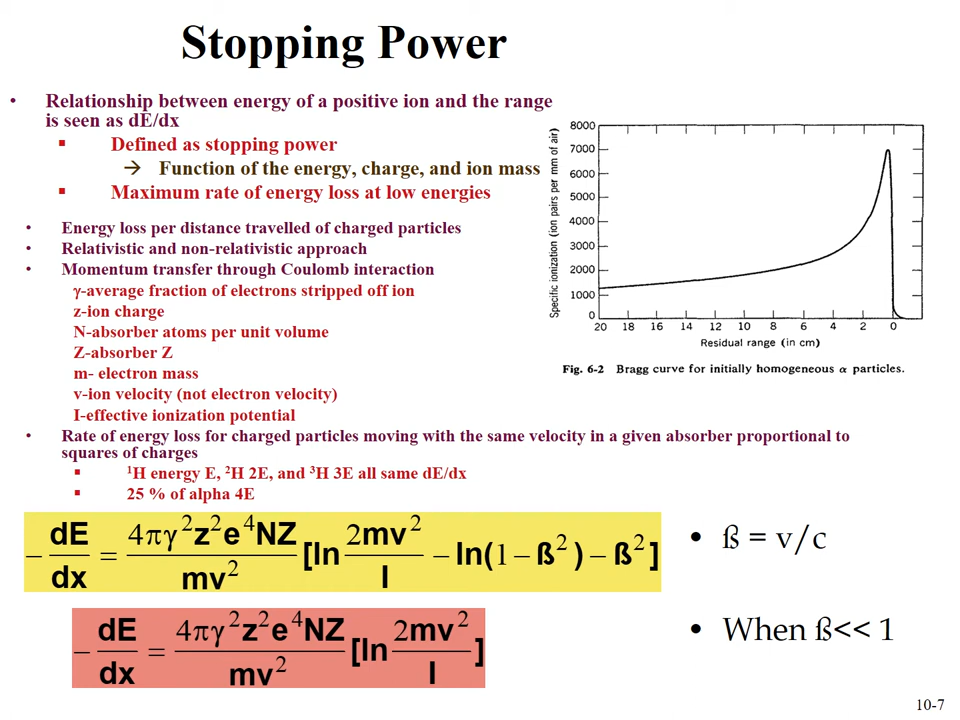 Stopping Power
• Relationship between energy of a positive ion and the range
is seen as dE/dx
▪ Defined as stopping power
→ Function of the energy, charge, and ion mass
▪ Maximum rate of energy loss at low energies
• Energy loss per distance travelled of charged particles
• Relativistic and non-relativistic approach
• Momentum transfer through Coulomb interaction
γ-average fraction of electrons stripped off ion
z-ion charge
N-absorber atoms per unit volume
Z-absorber Z
m- electron mass
v-ion velocity (not electron velocity)
I-effective ionization potential
• Rate of energy loss for charged particles moving with the same velocity in a given absorber proportional to
squares of charges
▪ ¹H energy E, ²H 2E, and ³H 3E all same dE/dx
▪ 25 % of alpha 4E
Specific ionization (ion pairs per mm of air)
8000
7000
6000
5000
4000
3000
2000
1000
0
20 18 16 14 12 10 8 6 4 2 0
Residual range (in cm)
Fig. 6-2 Bragg curve for initially homogeneous α particles.
− dE/dx = 4πγ²z²e⁴NZ/mv² [ln 2mv²/I − ln(1 − ß²) − ß²]
• ß = v/c
− dE/dx = 4πγ²z²e⁴NZ/mv² [ln 2mv²/I]
• When ß<< 1
10-7